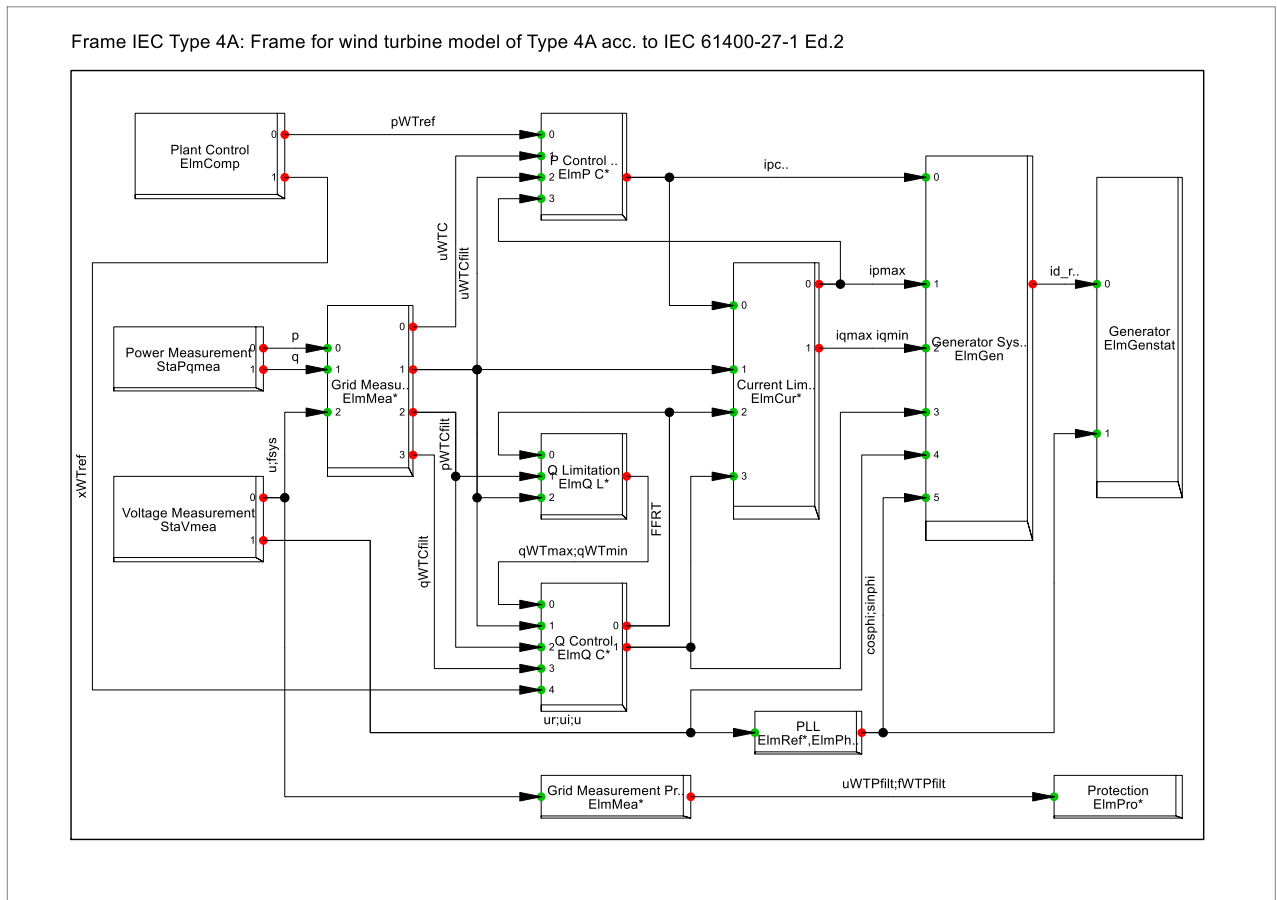 Frame IEC Type 4A: Frame for wind turbine model of Type 4A acc. to IEC 61400-27-1 Ed.2
Plant Control
ElmComp
0
1
pWTref
P Control ..
ElmP C*
0
1
2
3
ipc..
uWTC
uWTCfilt
Power Measurement
StaPqmea
0
1
p
q
Grid Measu..
ElmMea*
0
1
2
0
1
2
3
Current Lim..
ElmCur*
0
1
2
3
0
1
ipmax
iqmax iqmin
Generator Sys..
ElmGen
0
1
2
3
4
5
id_r..
Generator
ElmGenstat
0
1
xWTref
u;fsys
Voltage Measurement
StaVmea
0
1
pWTCfilt
qWTCfilt
Q Limitation
ElmQ L*
0
1
2
FFRT
qWTmax;qWTmin
Q Control
ElmQ C*
0
1
2
3
4
0
1
cosphi;sinphi
ur;ui;u
PLL
ElmRef*,ElmPh..
Grid Measurement Pr..
ElmMea*
uWTPfilt;fWTPfilt
Protection
ElmPro*